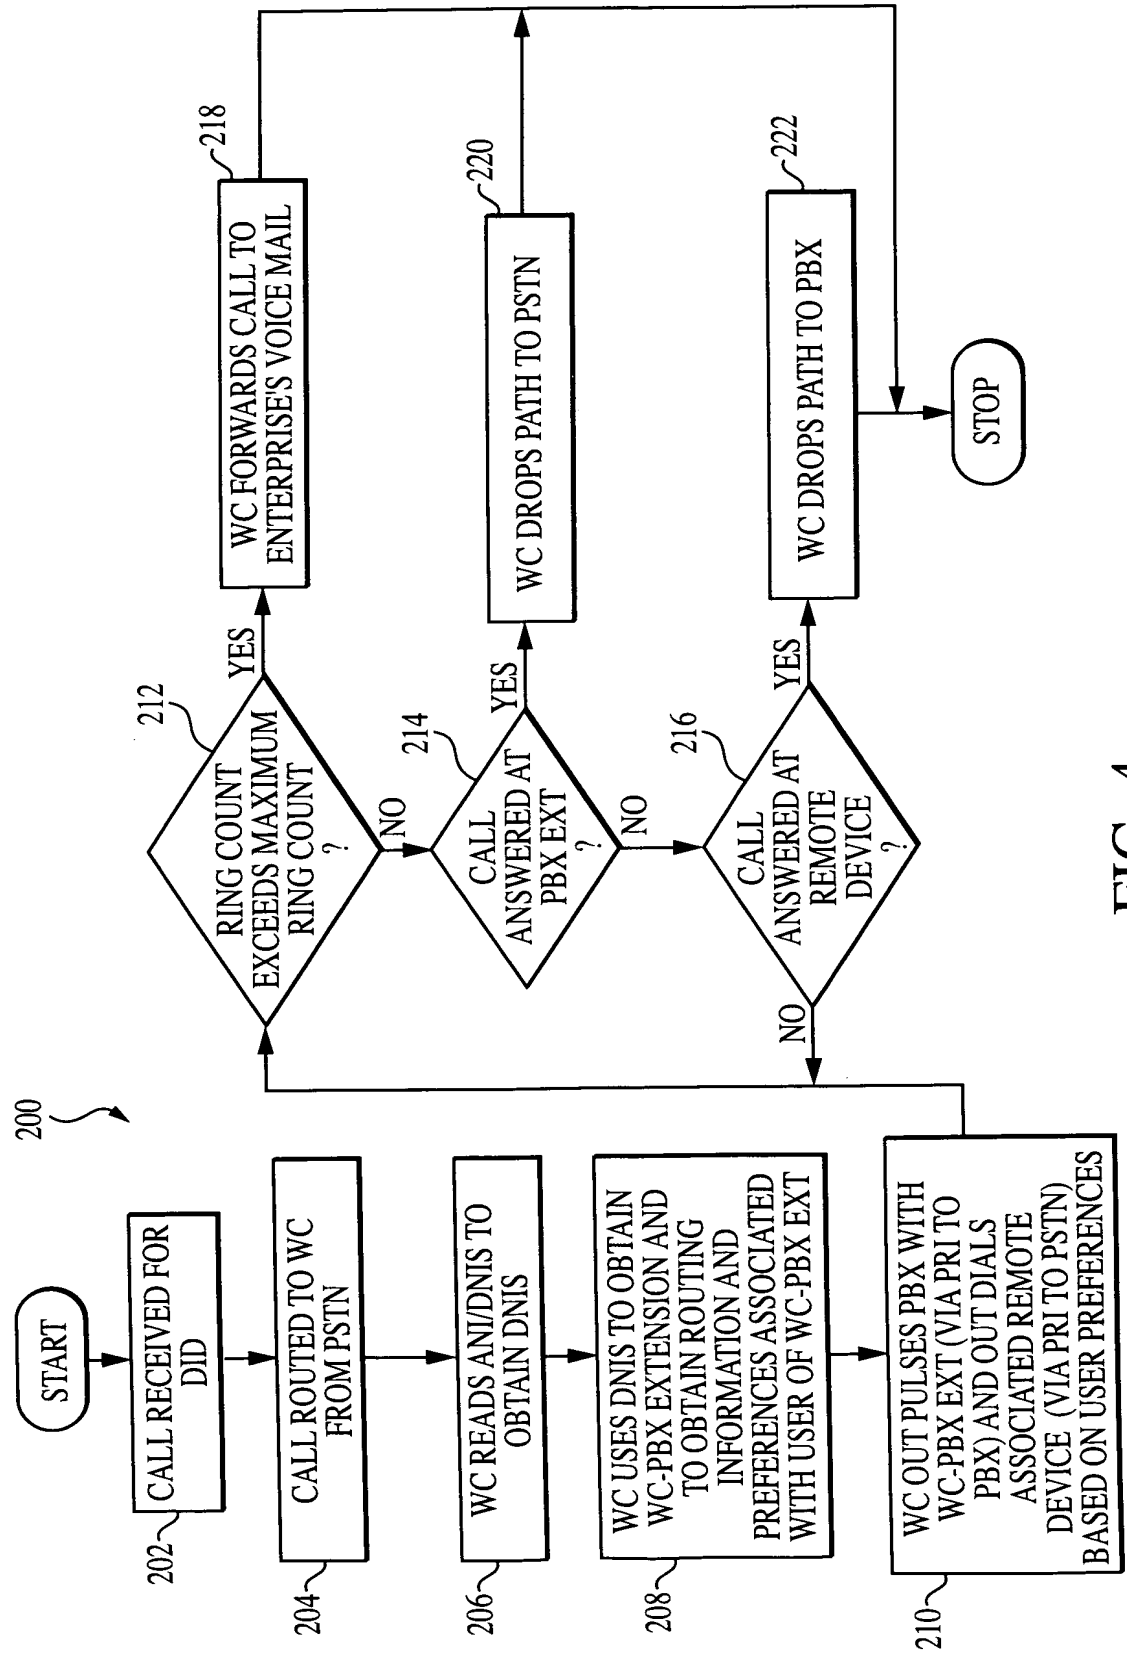 200
START
CALL RECEIVED FOR
DID
202
CALL ROUTED TO WC
FROM PSTN
204
WC READS ANI/DNIS TO
OBTAIN DNIS
206
WC USES DNIS TO OBTAIN
WC-PBX EXTENSION AND
TO OBTAIN ROUTING
INFORMATION AND
PREFERENCES ASSOCIATED
WITH USER OF WC-PBX EXT
208
WC OUT PULSES PBX WITH
WC-PBX EXT (VIA PRI TO
PBX) AND OUT DIALS
ASSOCIATED REMOTE
DEVICE (VIA PRI TO PSTN)
BASED ON USER PREFERENCES
210
RING COUNT
EXCEEDS MAXIMUM
RING COUNT
?
212
YES
NO
WC FORWARDS CALL TO
ENTERPRISE'S VOICE MAIL
218
CALL
ANSWERED AT
PBX EXT
?
214
YES
NO
WC DROPS PATH TO PSTN
220
CALL
ANSWERED AT
REMOTE
DEVICE
?
216
YES
NO
WC DROPS PATH TO PBX
222
STOP